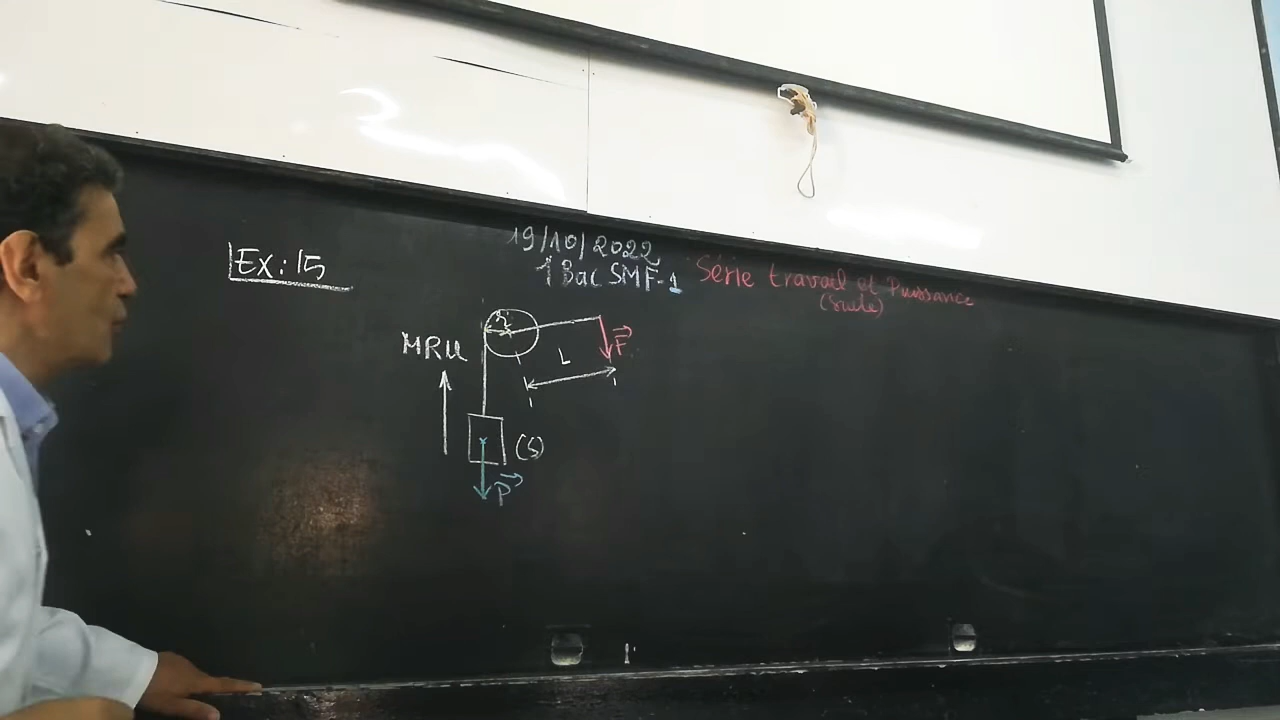 19/10/2022
Ex: 15
1 Bac SMF-1 Série travail et Puissance
(Suite)
r
MRU
F
L
(S)
P